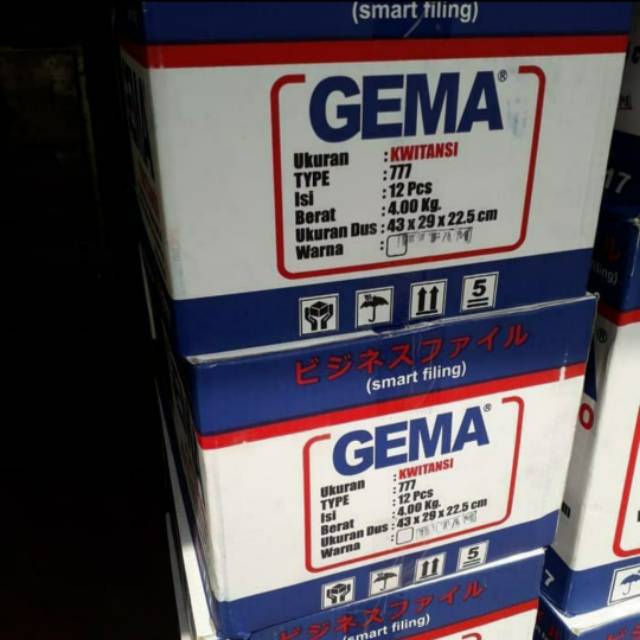 (smart filing)
GEMA®
Ukuran : KWITANSI
TYPE : 777
Isi : 12 Pcs
Berat : 4.00 Kg.
Ukuran Dus : 43 x 29 x 22.5 cm
Warna :
5
ビジネスファイル
(smart filing)
GEMA®
Ukuran : KWITANSI
TYPE : 777
Isi : 12 Pcs
Berat : 4.00 Kg.
Ukuran Dus : 43 x 29 x 22.5 cm
Warna :
5
ビジネスファイル
(smart filing)